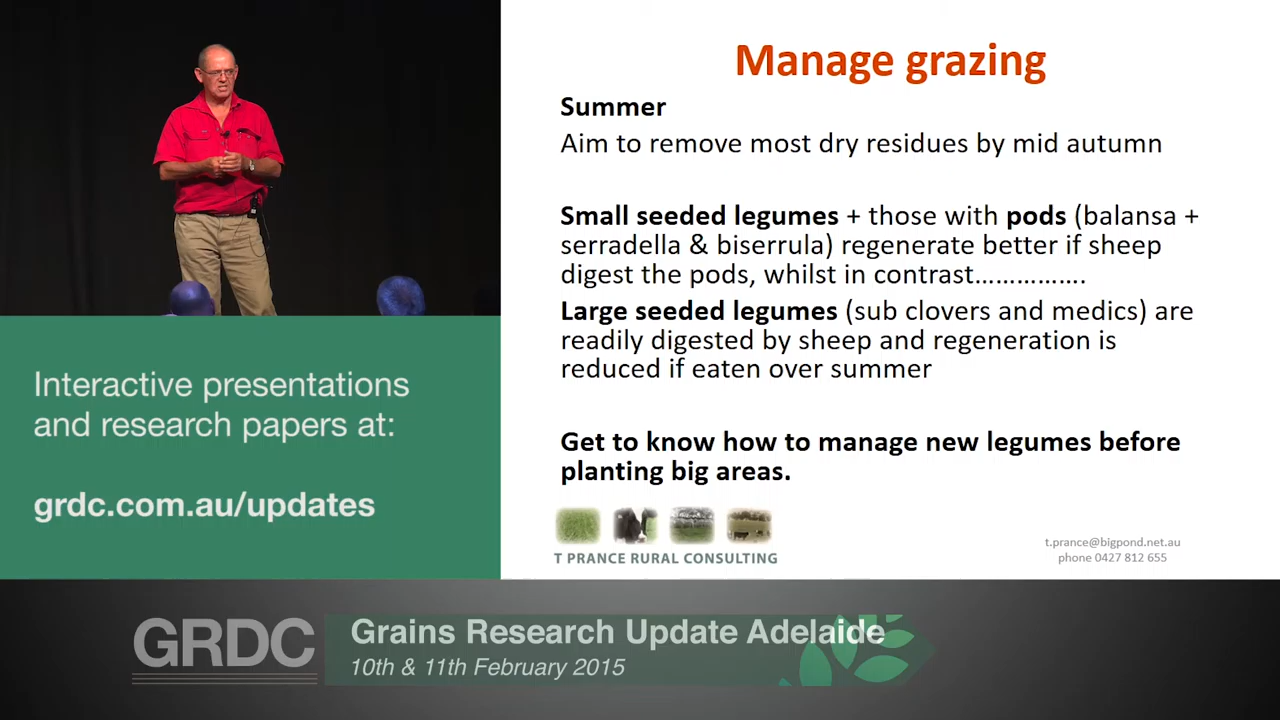 Manage grazing
Summer
Aim to remove most dry residues by mid autumn
Small seeded legumes + those with pods (balansa +
serradella & biserrula) regenerate better if sheep
digest the pods, whilst in contrast…………….
Large seeded legumes (sub clovers and medics) are
readily digested by sheep and regeneration is
reduced if eaten over summer
Get to know how to manage new legumes before
planting big areas.
T PRANCE RURAL CONSULTING
t.prance@bigpond.net.au
phone 0427 812 655
Interactive presentations
and research papers at:
grdc.com.au/updates
GRDC
Grains Research Update Adelaide
10th & 11th February 2015